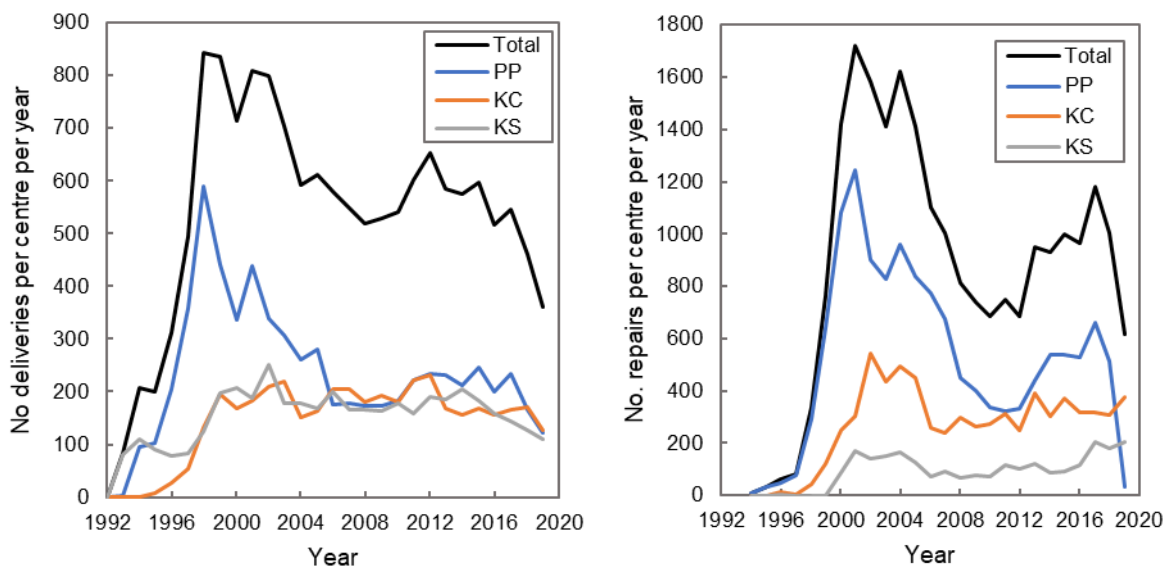 No deliveries per centre per year
900
800
700
600
500
400
300
200
100
0
Total
PP
KC
KS
1992 1996 2000 2004 2008 2012 2016 2020
Year
No. repairs per centre per year
1800
1600
1400
1200
1000
800
600
400
200
0
Total
PP
KC
KS
1992 1996 2000 2004 2008 2012 2016 2020
Year